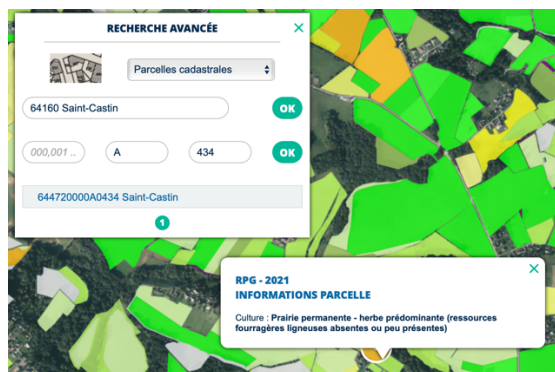 RECHERCHE AVANCÉE
Parcelles cadastrales
64160 Saint-Castin
OK
000,001 ..
A
434
OK
644720000A0434 Saint-Castin
1
RPG - 2021
INFORMATIONS PARCELLE
Culture : Prairie permanente - herbe prédominante (ressources
fourragères ligneuses absentes ou peu présentes)